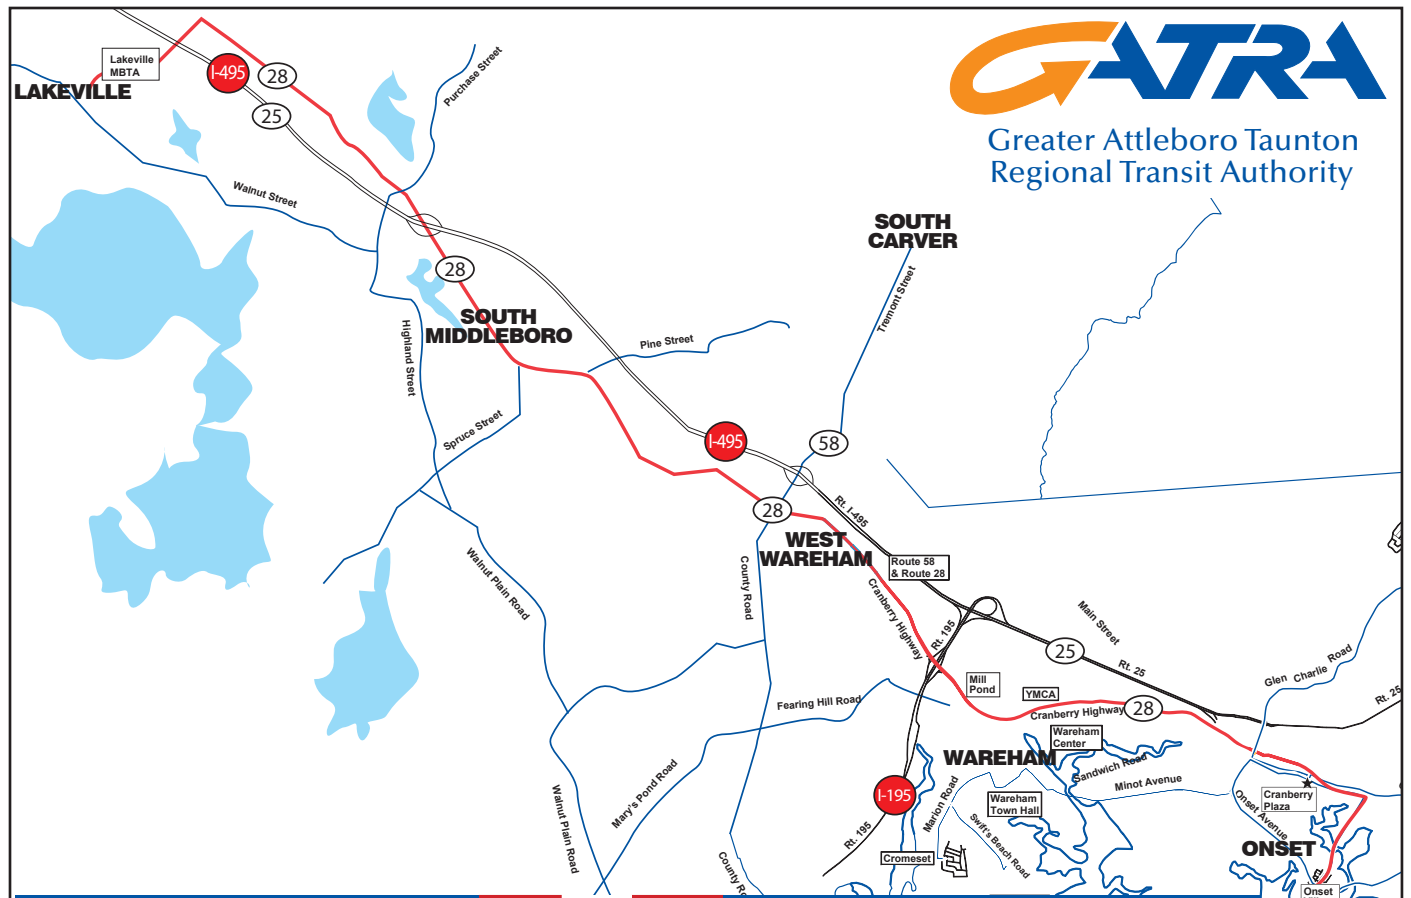 GATRA
Greater Attleboro Taunton
Regional Transit Authority
Lakeville
MBTA
LAKEVILLE
I-495
28
25
Purchase Street
Walnut Street
28
SOUTH
MIDDLEBORO
SOUTH
CARVER
Tremont Street
Pine Street
Highland Street
Spruce Street
I-495
58
28
Rt. I-495
WEST
WAREHAM
Route 58
& Route 28
Walnut Plain Road
County Road
Cranberry Highway
Rt. 195
Main Street
25
Rt. 25
Glen Charlie Road
Rt. 25
Mill
Pond
YMCA
Fearing Hill Road
Cranberry Highway
28
Wareham
Center
WAREHAM
Sandwich Road
Minot Avenue
Mary's Pond Road
Walnut Plain Road
I-195
Marion Road
Wareham
Town Hall
Swift's Beach Road
Onset Avenue
Cranberry
Plaza
ONSET
Rt. 195
Cromeset
County Ro
Onset